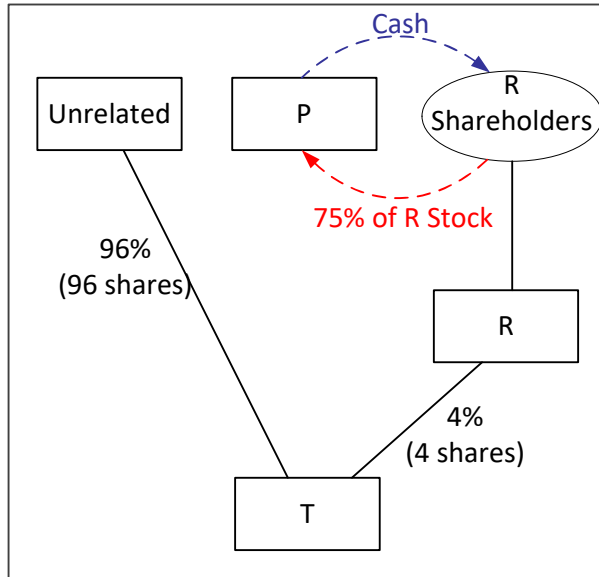 Cash
Unrelated
P
R
Shareholders
75% of R Stock
96%
(96 shares)
R
4%
(4 shares)
T